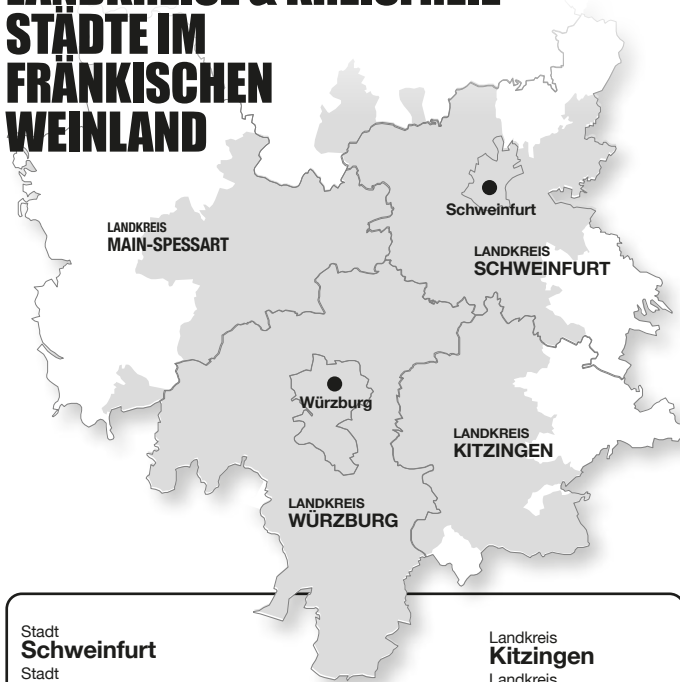 STÄDTE IM
FRÄNKISCHEN
WEINLAND
Schweinfurt
LANDKREIS
MAIN-SPESSART
LANDKREIS
SCHWEINFURT
Würzburg
LANDKREIS
KITZINGEN
LANDKREIS
WÜRZBURG
Stadt
Schweinfurt
Stadt
Landkreis
Kitzingen
Landkreis